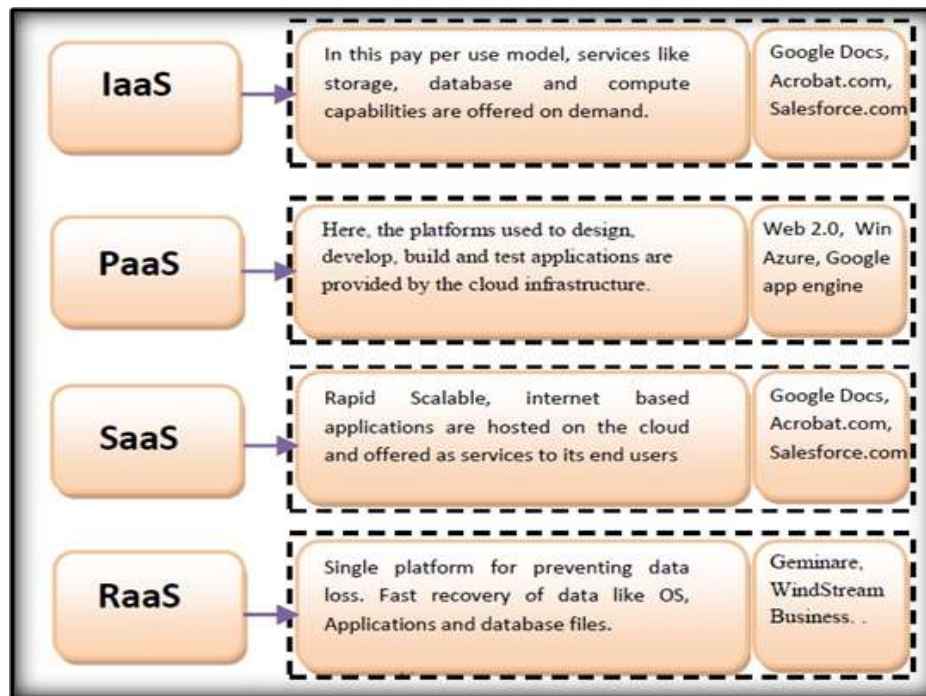 IaaS
In this pay per use model, services like
storage, database and compute
capabilities are offered on demand.
Google Docs,
Acrobat.com,
Salesforce.com
PaaS
Here, the platforms used to design,
develop, build and test applications are
provided by the cloud infrastructure.
Web 2.0, Win
Azure, Google
app engine
SaaS
Rapid Scalable, internet based
applications are hosted on the cloud
and offered as services to its end users
Google Docs,
Acrobat.com,
Salesforce.com
RaaS
Single platform for preventing data
loss. Fast recovery of data like OS,
Applications and database files.
Geminare,
WindStream
Business. .